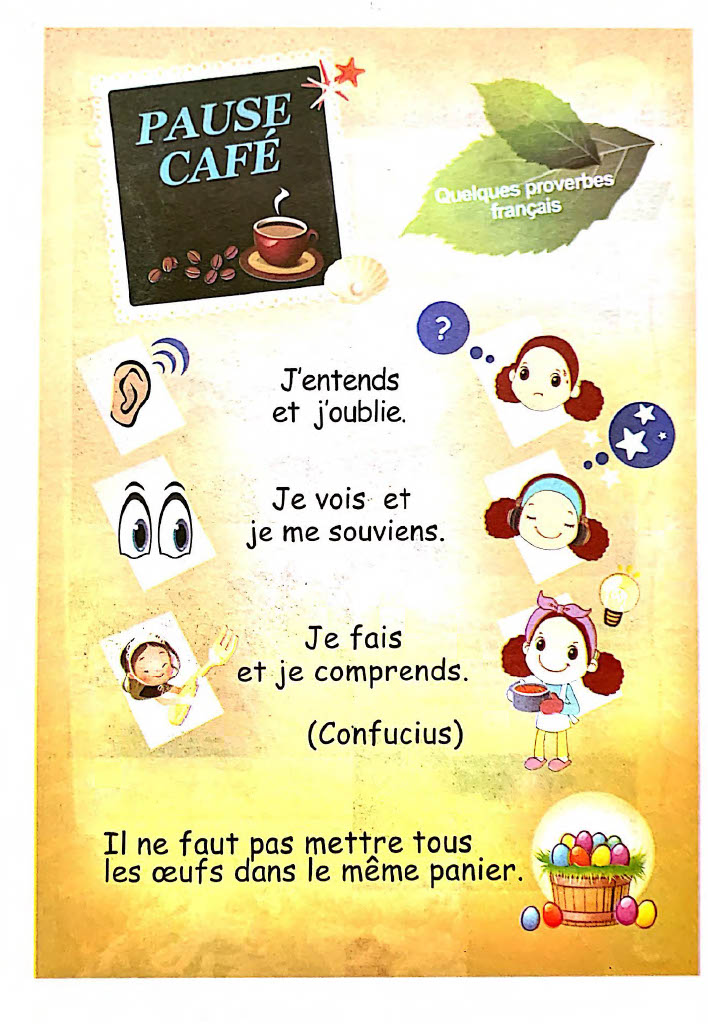 PAUSE
CAFÉ
Quelques proverbes
français
?
J'entends
et j'oublie.
Je vois et
je me souviens.
Je fais
et je comprends.
(Confucius)
Il ne faut pas mettre tous
les œufs dans le même panier.